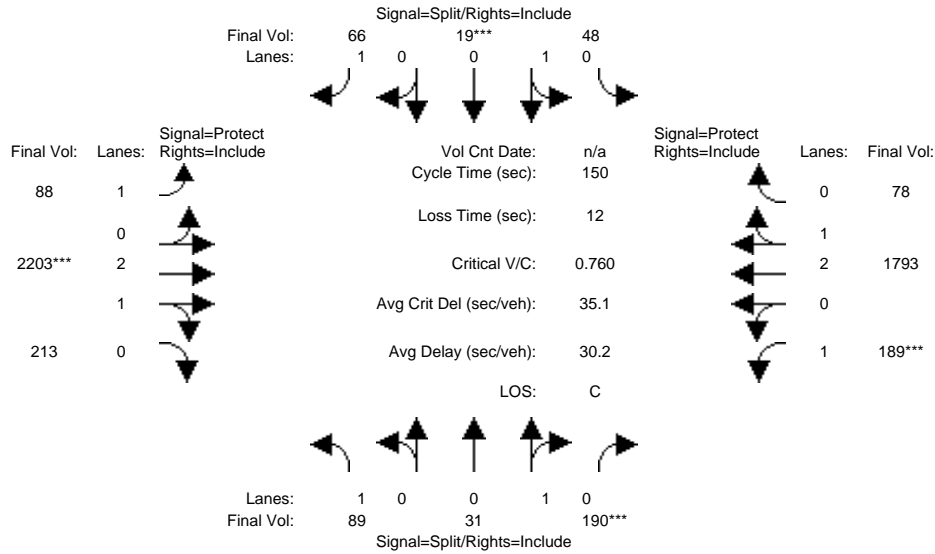 Signal=Split/Rights=Include
Final Vol: 66 19*** 48
Lanes: 1 0 0 1 0
Signal=Protect Signal=Protect
Final Vol: Lanes: Rights=Include Vol Cnt Date: n/a Rights=Include Lanes: Final Vol:
Cycle Time (sec): 150
88 1 0 78
Loss Time (sec): 12
0 1
2203*** 2 Critical V/C: 0.760 2 1793
1 Avg Crit Del (sec/veh): 35.1 0
213 0 Avg Delay (sec/veh): 30.2 1 189***
LOS: C
Lanes: 1 0 0 1 0
Final Vol: 89 31 190***
Signal=Split/Rights=Include